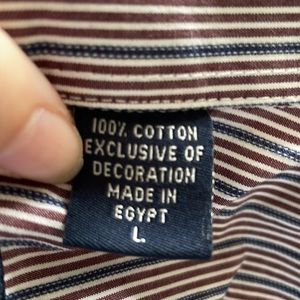 100% COTTON
EXCLUSIVE OF
DECORATION
MADE IN
EGYPT
L